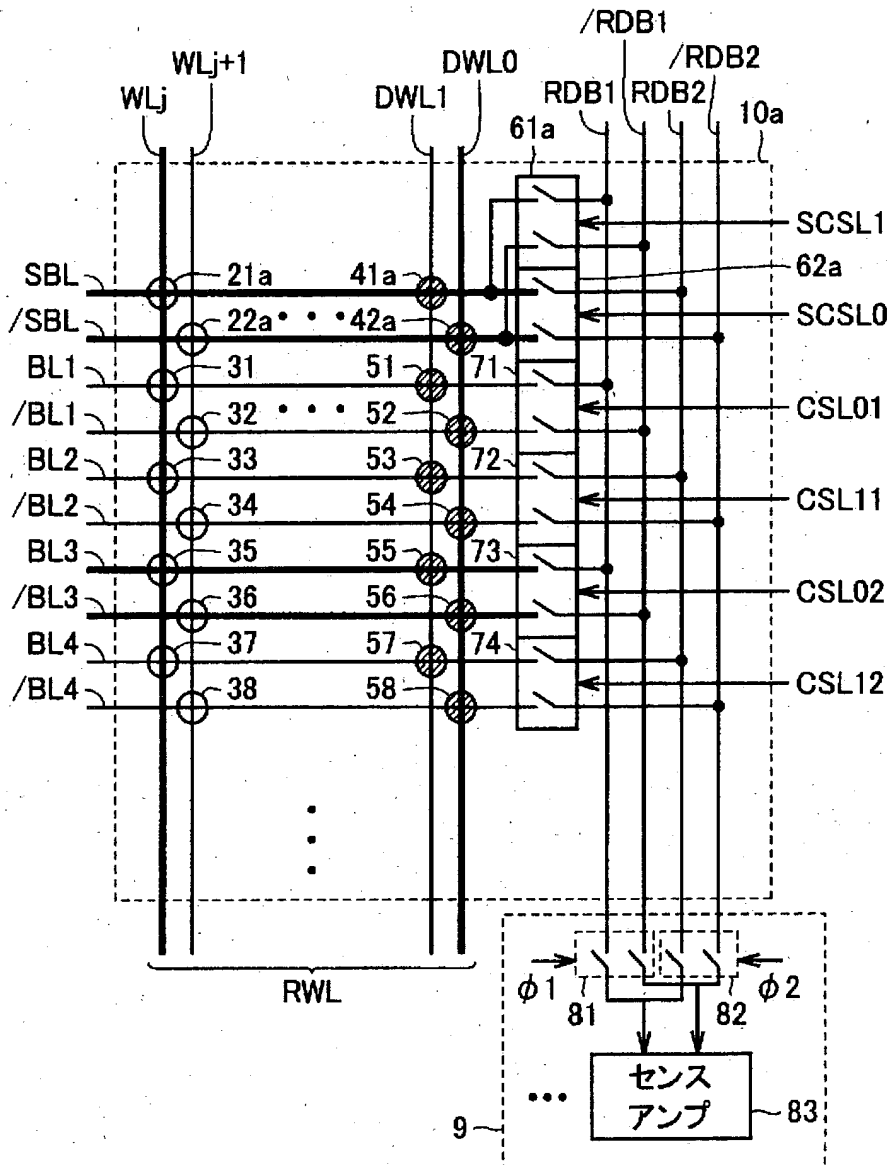 /RDB1
WLj+1
DWL0
/RDB2
WLj
DWL1
RDB1
RDB2
10a
61a
SCSL1
SBL
21a
41a
62a
/SBL
22a
42a
SCSL0
BL1
31
51
71
/BL1
32
52
CSL01
BL2
33
53
72
/BL2
34
54
CSL11
BL3
35
55
73
/BL3
36
56
CSL02
BL4
37
57
74
/BL4
38
58
CSL12
RWL
φ1
81
82
φ2
センス
アンプ
9
83